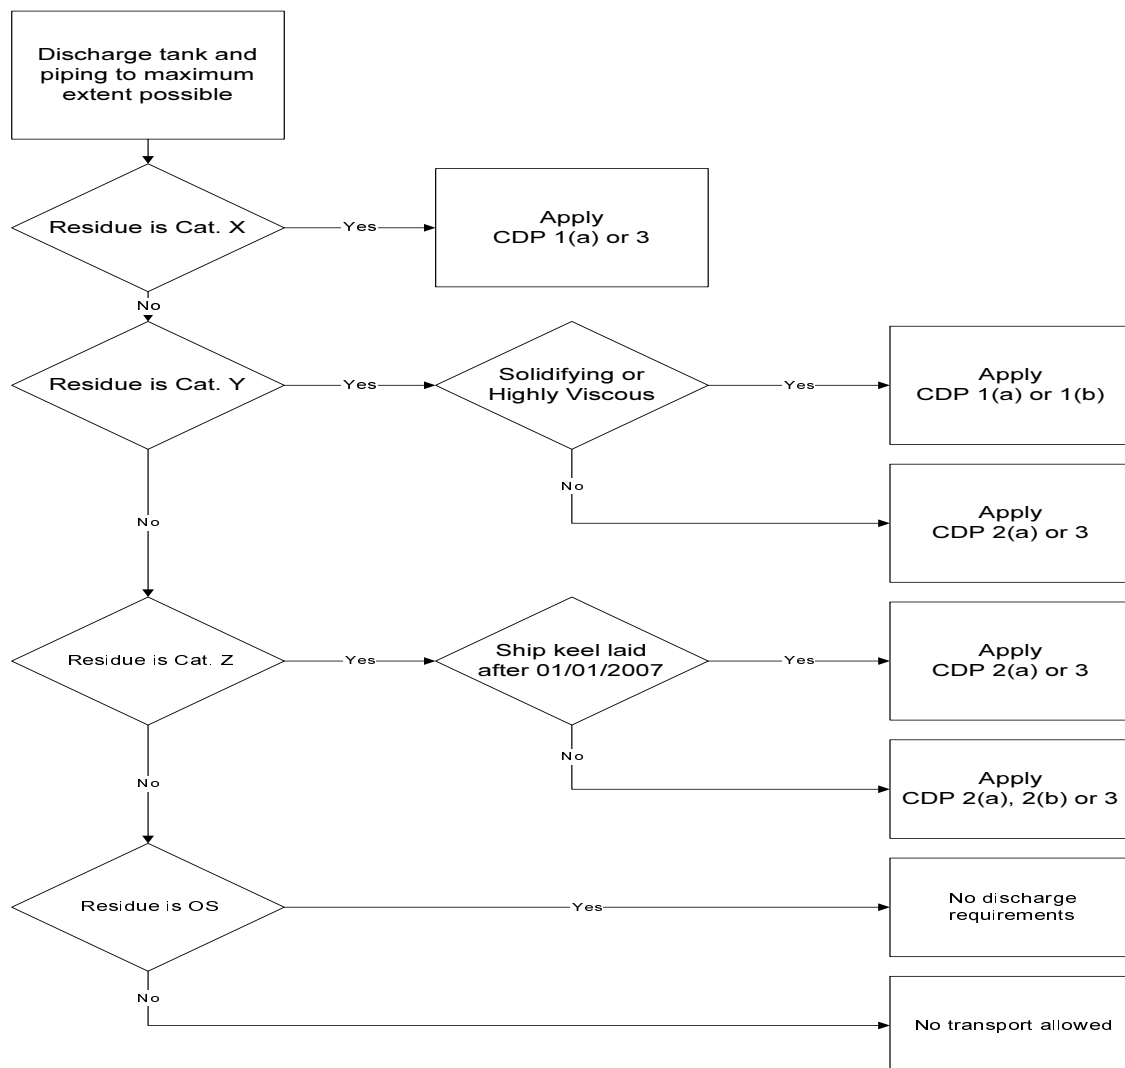 Discharge tank and
piping to maximum
extent possible
Residue is Cat. X
Yes
Apply
CDP 1(a) or 3
No
Residue is Cat. Y
Yes
Solidifying or
Highly Viscous
Yes
Apply
CDP 1(a) or 1(b)
No
Apply
CDP 2(a) or 3
No
Residue is Cat. Z
Yes
Ship keel laid
after 01/01/2007
Yes
Apply
CDP 2(a) or 3
No
Apply
CDP 2(a), 2(b) or 3
No
Residue is OS
Yes
No discharge
requirements
No
No transport allowed